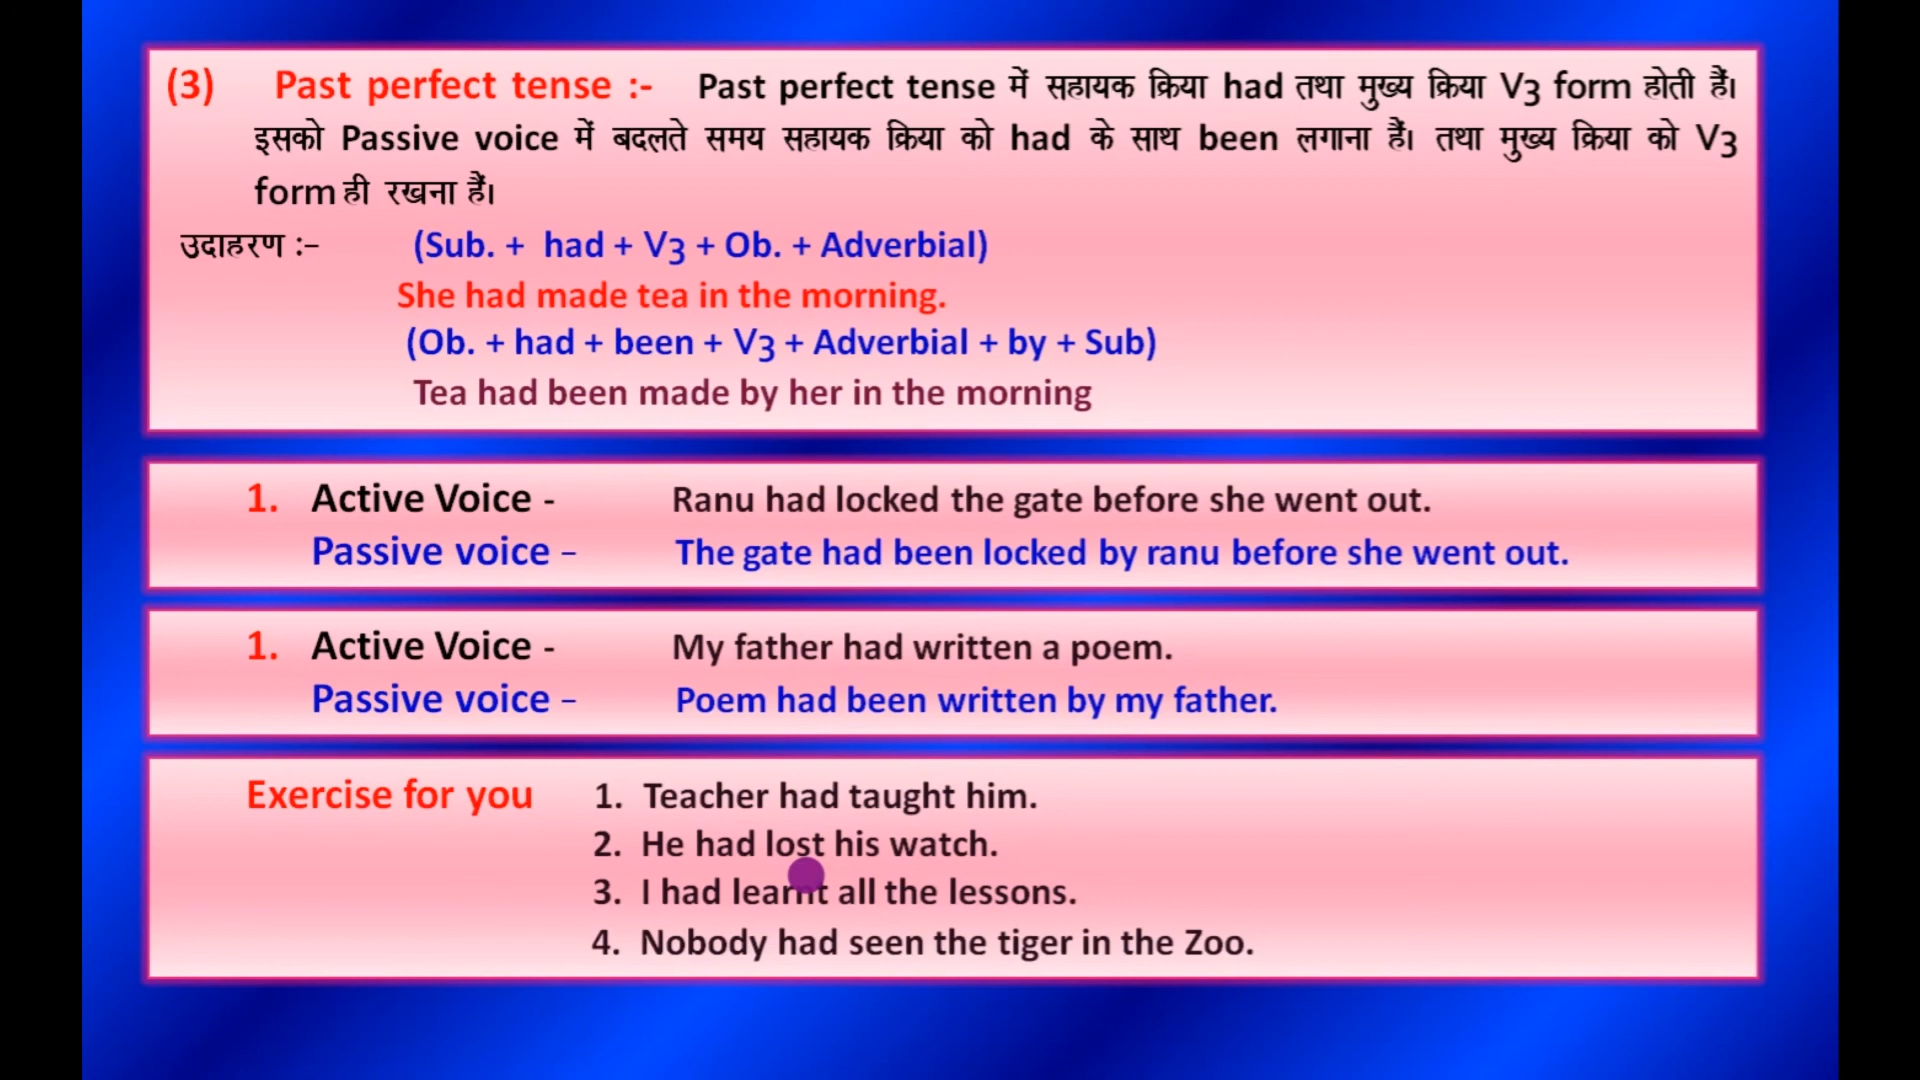 (3) Past perfect tense :- Past perfect tense में सहायक क्रिया had तथा मुख्य क्रिया V3 form होती हैं।
इसको Passive voice में बदलते समय सहायक क्रिया को had के साथ been लगाना हैं। तथा मुख्य क्रिया को V3
form ही रखना हैं।
उदाहरण :- (Sub. + had + V3 + Ob. + Adverbial)
She had made tea in the morning.
(Ob. + had + been + V3 + Adverbial + by + Sub)
Tea had been made by her in the morning
1. Active Voice - Ranu had locked the gate before she went out.
Passive voice – The gate had been locked by ranu before she went out.
1. Active Voice - My father had written a poem.
Passive voice – Poem had been written by my father.
Exercise for you 1. Teacher had taught him.
2. He had lost his watch.
3. I had learnt all the lessons.
4. Nobody had seen the tiger in the Zoo.